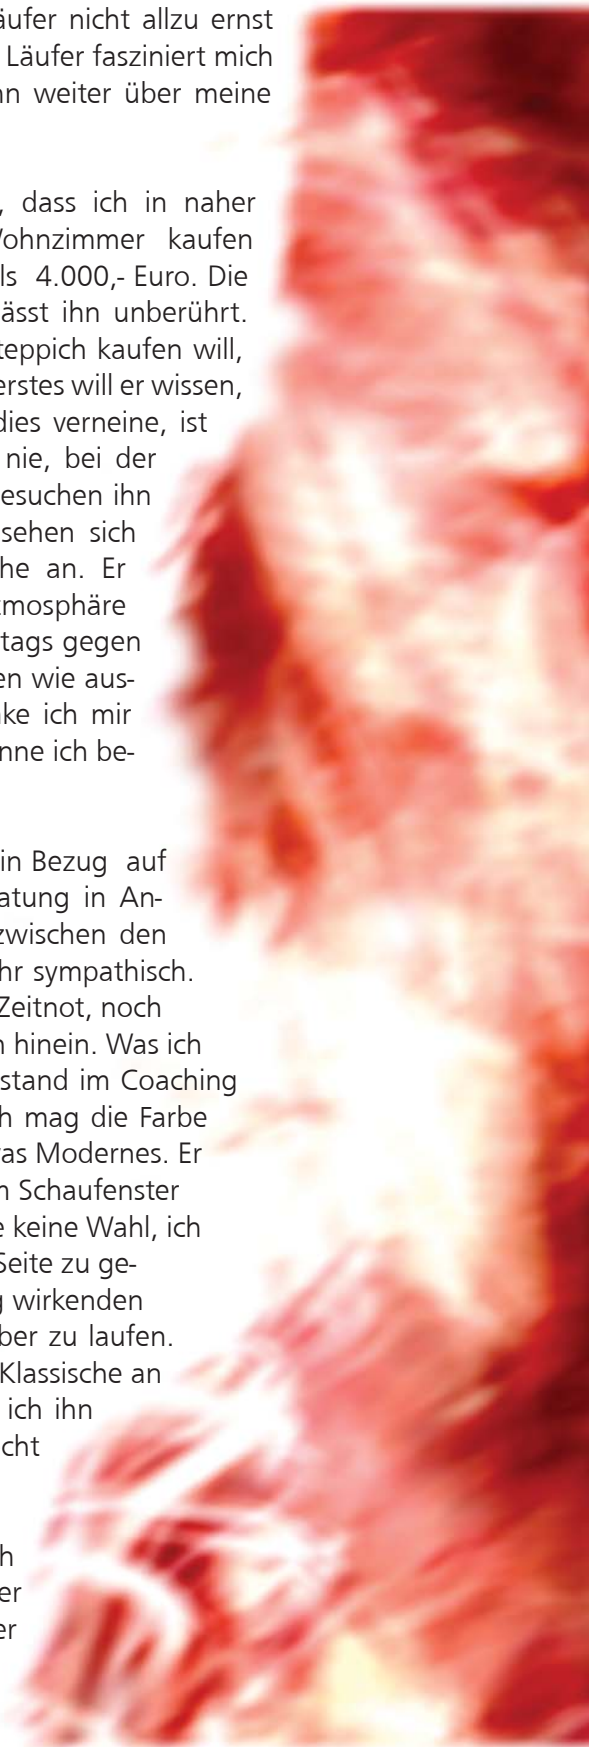 äufer nicht allzu ernst
Läufer fasziniert mich
nn weiter über meine
, dass ich in naher
Wohnzimmer kaufen
ls 4.000,- Euro. Die
ässt ihn unberührt.
teppich kaufen will,
erstes will er wissen,
dies verneine, ist
nie, bei der
esuchen ihn
sehen sich
he an. Er
tmosphäre
tags gegen
en wie aus-
ke ich mir
nne ich be-
in Bezug auf
atung in An-
zwischen den
hr sympathisch.
Zeitnot, noch
n hinein. Was ich
stand im Coaching
h mag die Farbe
as Modernes. Er
n Schaufenster
e keine Wahl, ich
Seite zu ge-
g wirkenden
ber zu laufen.
Klassische an
ich ihn
cht
h
er
er